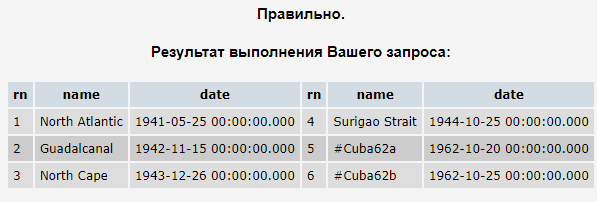 Правильно.
Результат выполнения Вашего запроса:
rn name date rn name date
1 North Atlantic 1941-05-25 00:00:00.000 4 Surigao Strait 1944-10-25 00:00:00.000
2 Guadalcanal 1942-11-15 00:00:00.000 5 #Cuba62a 1962-10-20 00:00:00.000
3 North Cape 1943-12-26 00:00:00.000 6 #Cuba62b 1962-10-25 00:00:00.000